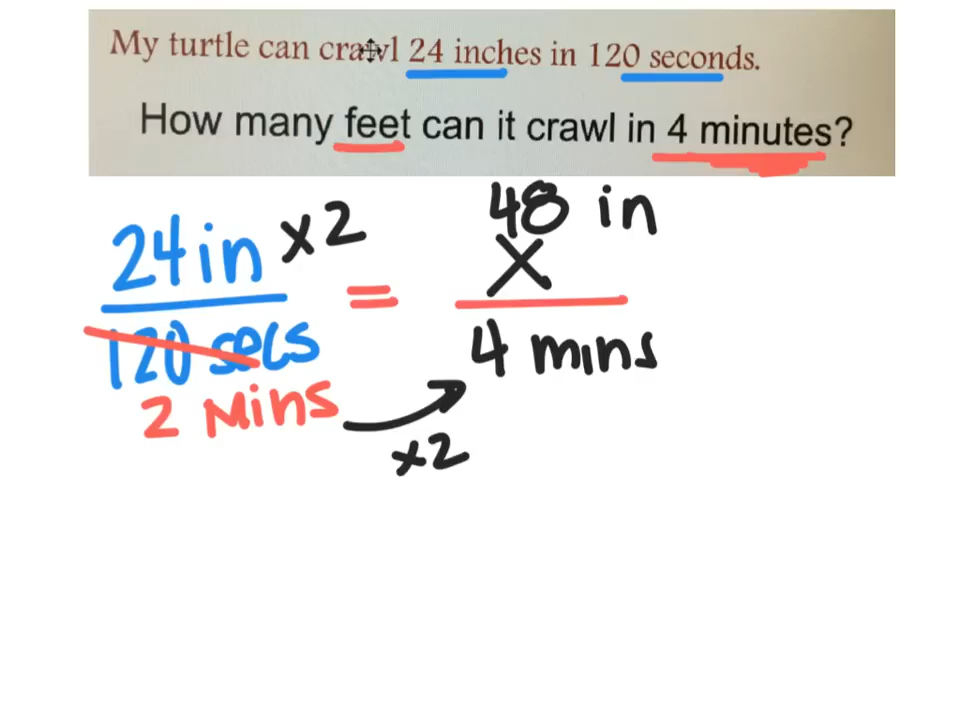 My turtle can crawl 24 inches in 120 seconds.
How many feet can it crawl in 4 minutes?
24 in x2 = 48 in
X
120 secs 4 mins
2 Mins
x2